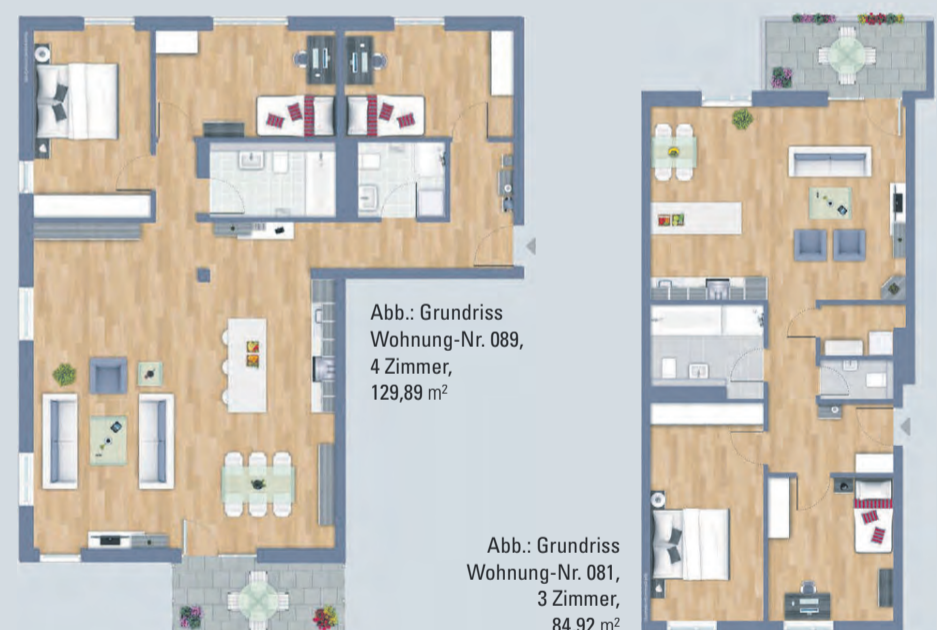 Abb.: Grundriss
Wohnung-Nr. 089,
4 Zimmer,
129,89 m²
Abb.: Grundriss
Wohnung-Nr. 081,
3 Zimmer,
84,92 m²